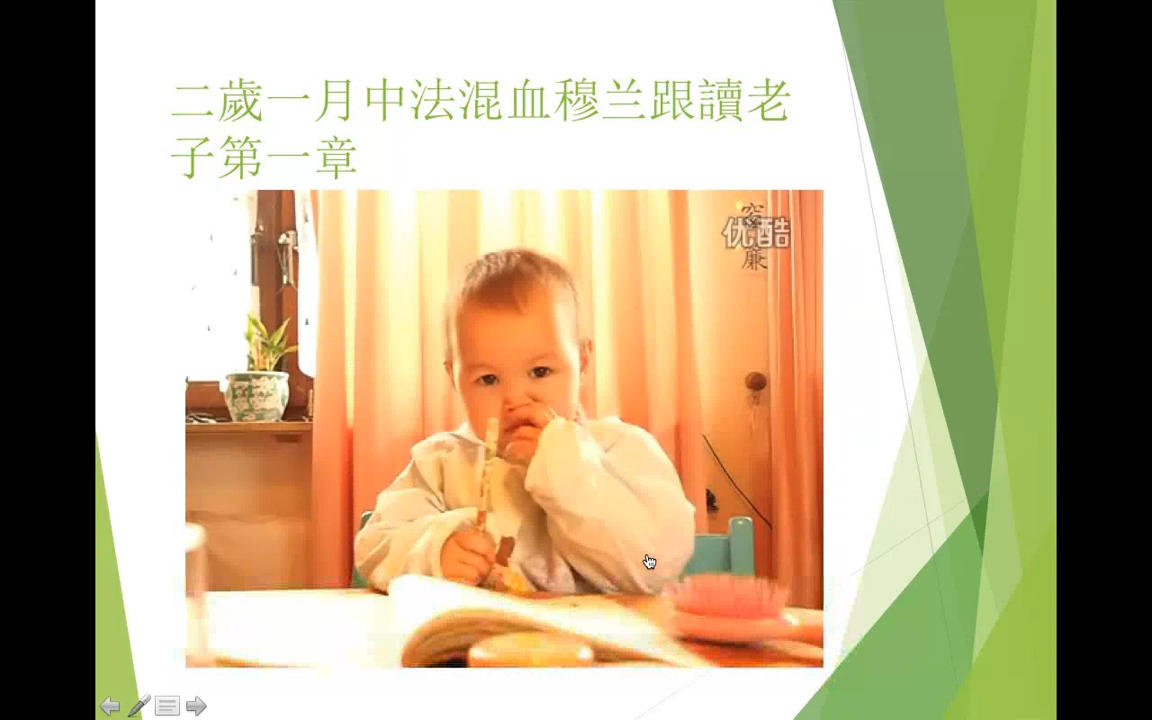 二歲一月中法混血穆兰跟讀老
子第一章
优酷